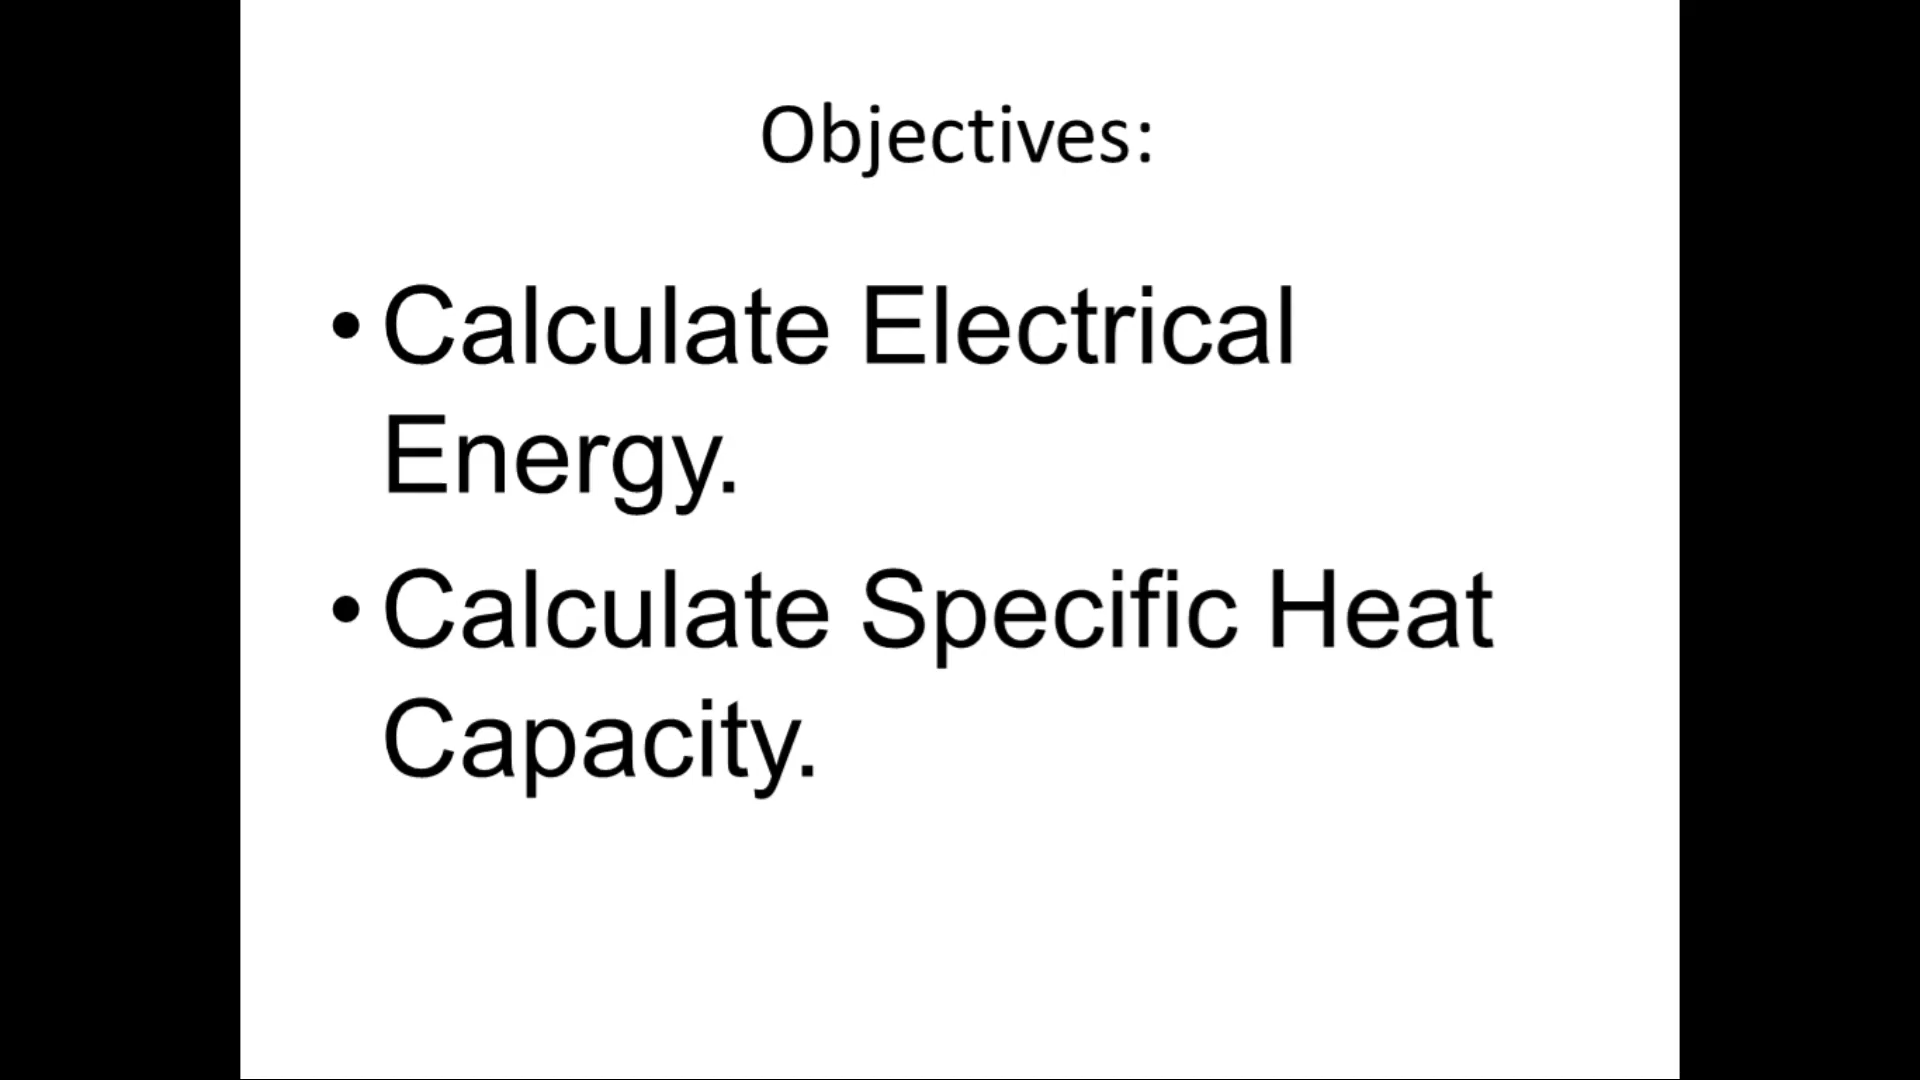 Objectives:
• Calculate Electrical
Energy.
• Calculate Specific Heat
Capacity.